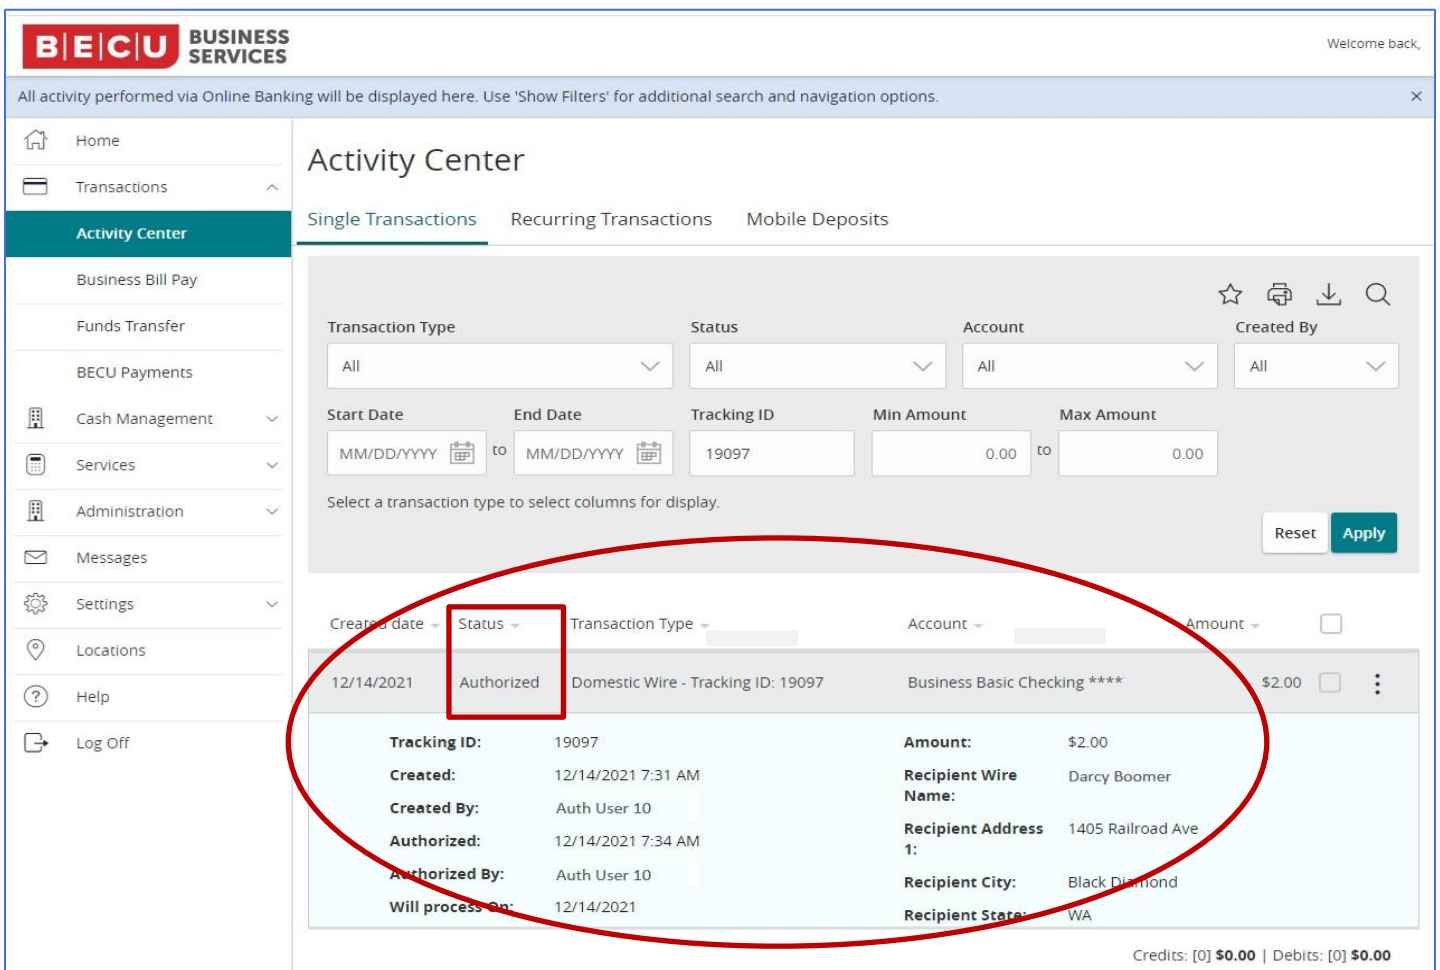 B|E|C|U BUSINESS SERVICES
Welcome back,
All activity performed via Online Banking will be displayed here. Use 'Show Filters' for additional search and navigation options.
Home
Transactions
Activity Center
Business Bill Pay
Funds Transfer
BECU Payments
Cash Management
Services
Administration
Messages
Settings
Locations
Help
Log Off
Activity Center
Single Transactions Recurring Transactions Mobile Deposits
Transaction Type Status Account Created By
All All All All
Start Date End Date Tracking ID Min Amount Max Amount
MM/DD/YYYY to MM/DD/YYYY 19097 0.00 to 0.00
Select a transaction type to select columns for display.
Reset Apply
Created date Status Transaction Type Account Amount
12/14/2021 Authorized Domestic Wire - Tracking ID: 19097 Business Basic Checking **** $2.00
Tracking ID: 19097
Created: 12/14/2021 7:31 AM
Created By: Auth User 10
Authorized: 12/14/2021 7:34 AM
Authorized By: Auth User 10
Will process On: 12/14/2021
Amount: $2.00
Recipient Wire Darcy Boomer
Name:
Recipient Address 1405 Railroad Ave
1:
Recipient City: Black Diamond
Recipient State: WA
Credits: [0] $0.00 | Debits: [0] $0.00